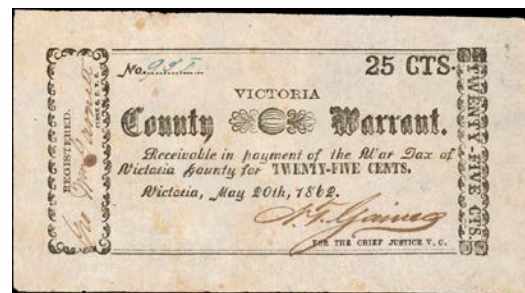 No. 931
25 CTS.
VICTORIA
County Warrant.
Receivable in payment of the War Tax of
Victoria County for TWENTY-FIVE CENTS.
Victoria, May 20th, 1862.
FOR THE CHIEF JUSTICE V. C.
REGISTERED.
TWENTY-FIVE CTS.